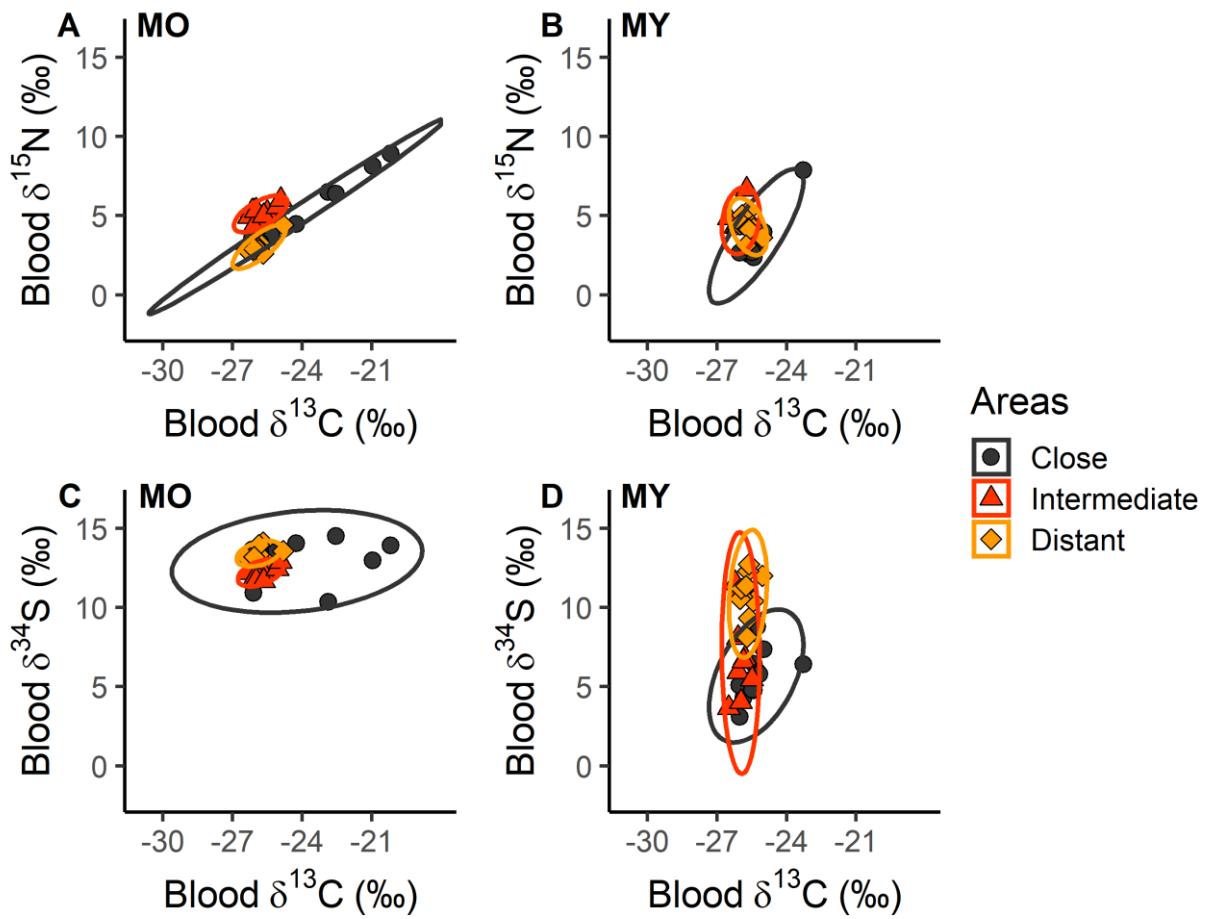 A MO
15
10
5
0
-30 -27 -24 -21
Blood δ¹³C (‰)
Blood δ¹⁵N (‰)
B MY
15
10
5
0
-30 -27 -24 -21
Blood δ¹³C (‰)
Blood δ¹⁵N (‰)
Areas
Close
Intermediate
Distant
C MO
15
10
5
0
-30 -27 -24 -21
Blood δ¹³C (‰)
Blood δ³⁴S (‰)
D MY
15
10
5
0
-30 -27 -24 -21
Blood δ¹³C (‰)
Blood δ³⁴S (‰)